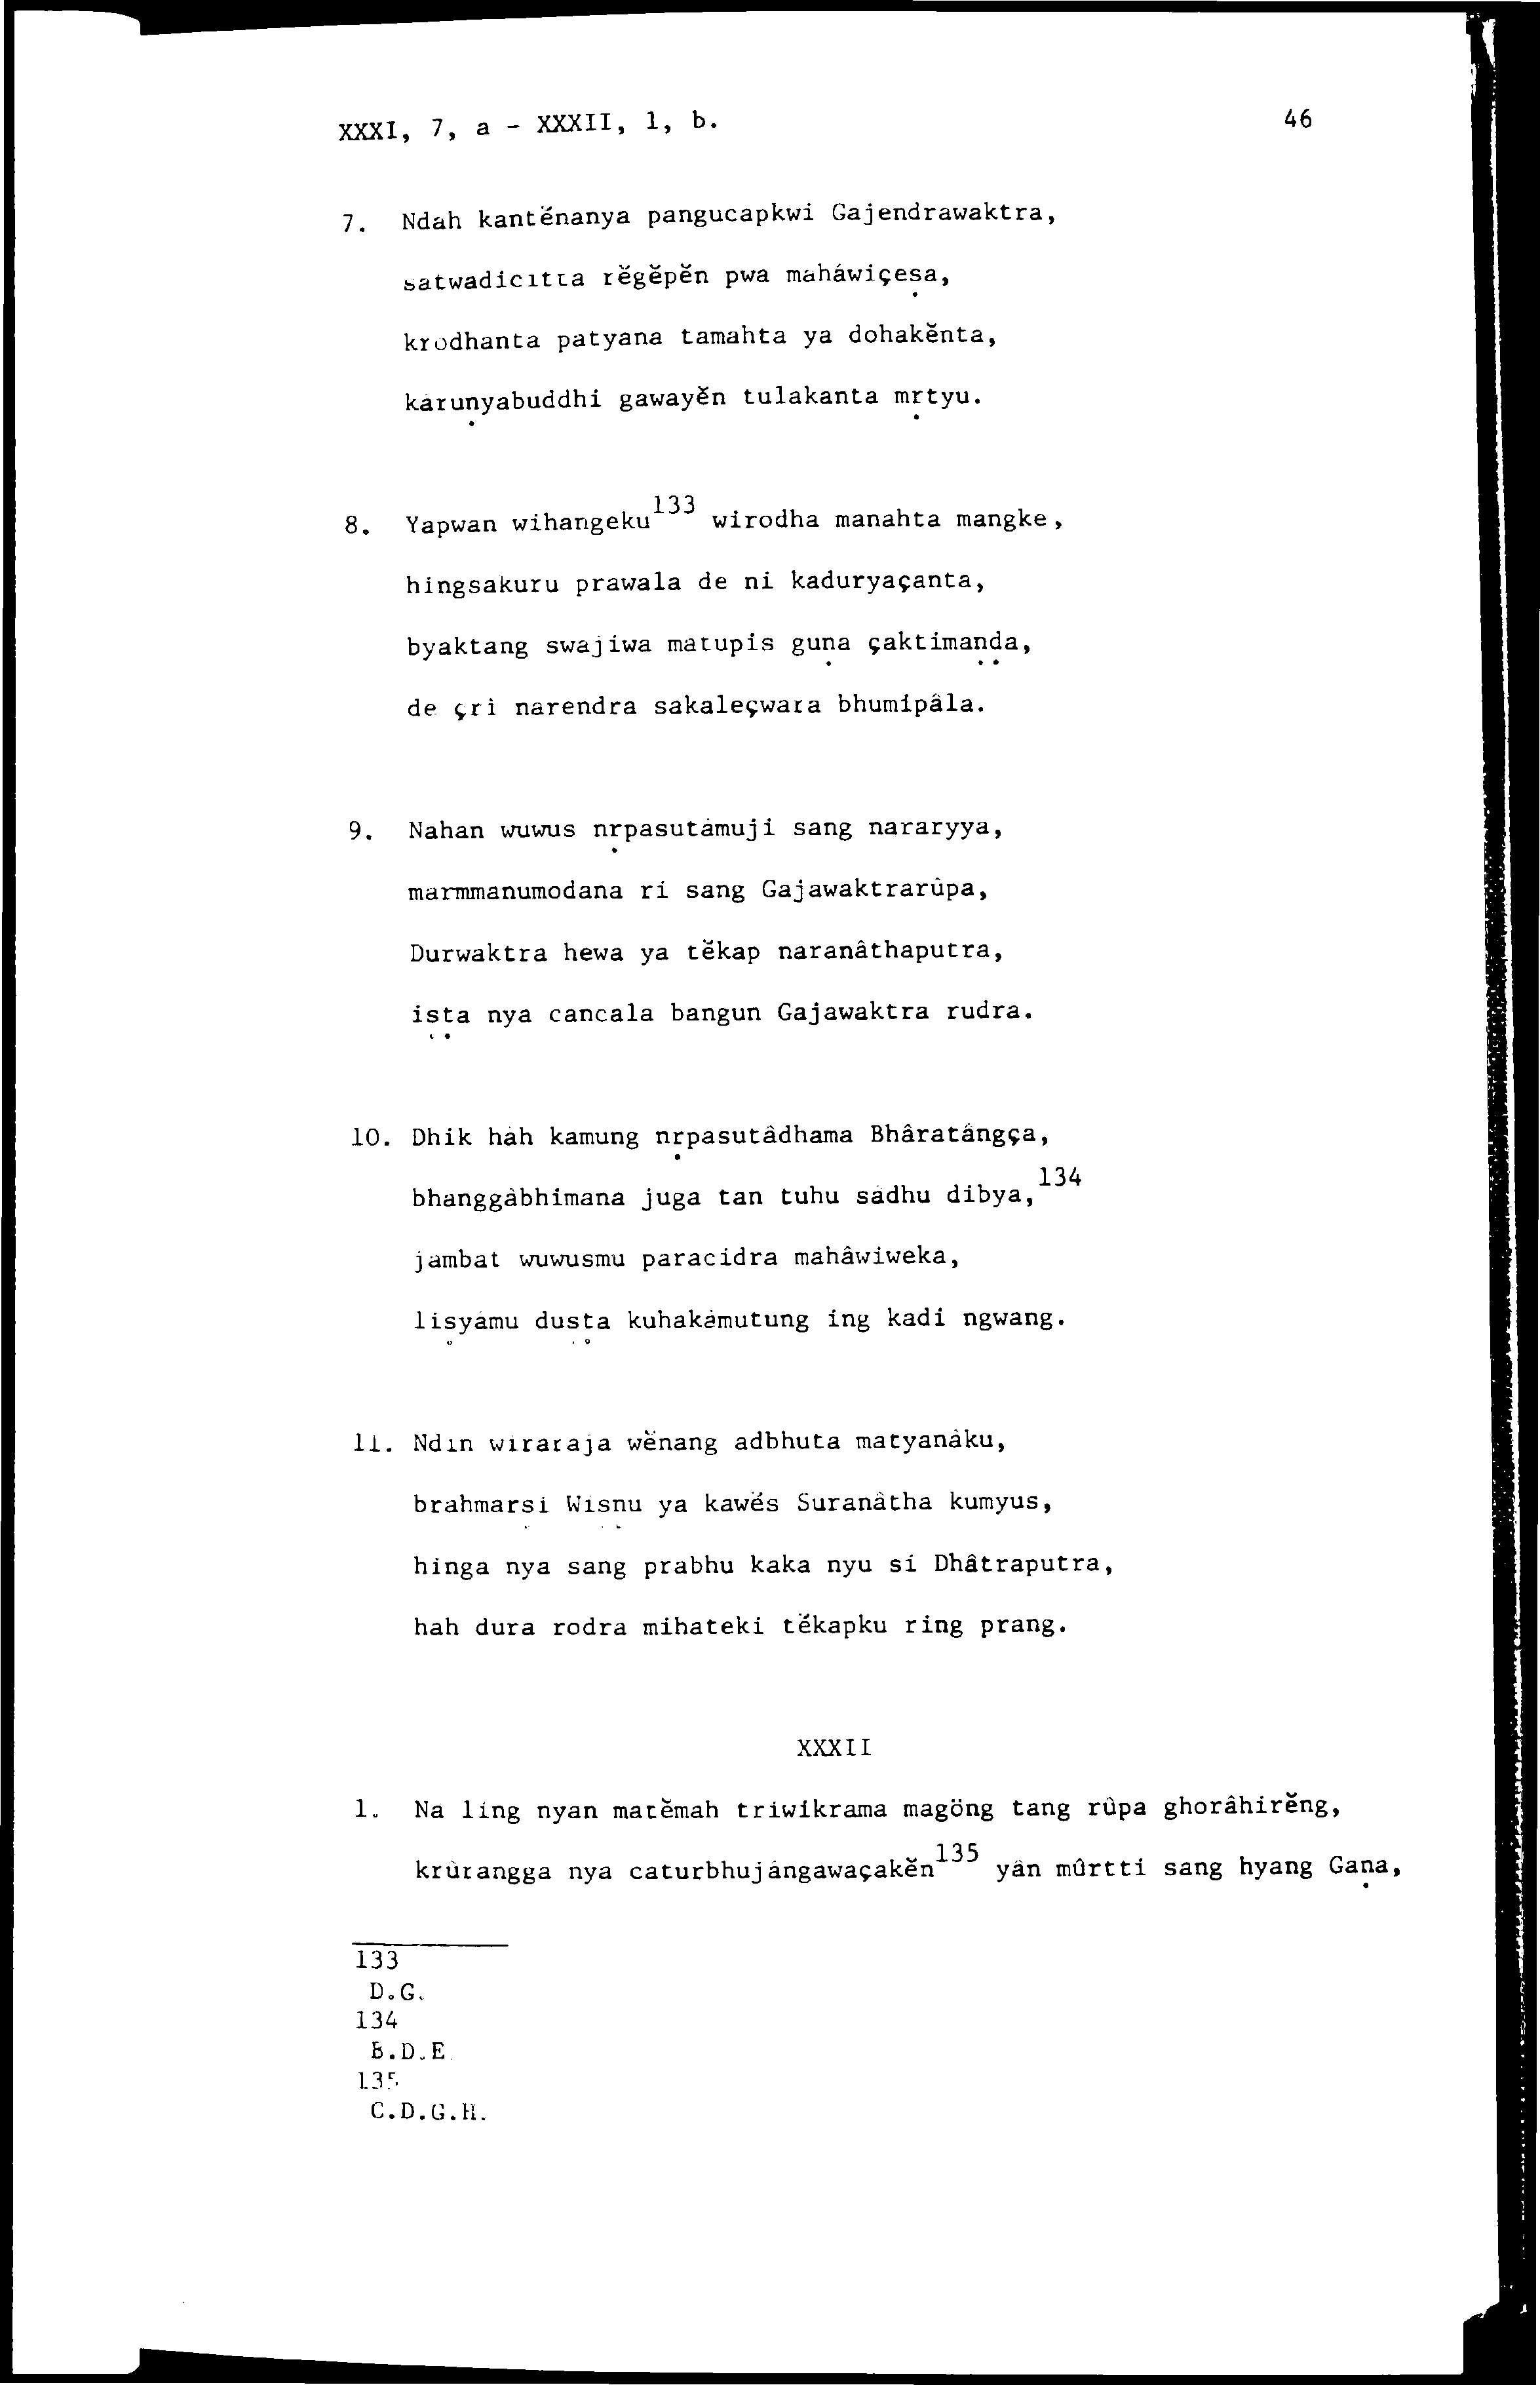 XXXI, 7, a - XXXII, 1, b. 46
7. Ndah kantĕnanya pangucapkwi Gajendrawaktra,
satwadicitta rĕgĕpĕn pwa mahâwiçeṣa,
krodhanta patyana tamahta ya dohakĕnta,
kâruṇyabuddhi gawayĕn tulakanta mṛtyu.
8. Yapwan wihangeku¹³³ wirodha manahta mangke,
hingsakuru prawala de ni kaduryaçanta,
byaktang swajiwa matupis guṇa çaktimaṇḍa,
de çri narendra sakaleçwara bhumipâla.
9. Nahan wuwus nṛpasutâmuji sang nararyya,
marmmanumodana ri sang Gajawaktrarûpa,
Durwaktra hewa ya tĕkap naranâthaputra,
iṣṭa nya cancala bangun Gajawaktra rudra.
10. Dhik hah kamung nṛpasutâdhama Bhâratângça,
bhanggâbhimana juga tan tuhu sâdhu dibya,¹³⁴
jambat wuwusmu paracidra mahâwiweka,
liṣyâmu duṣṭa kuhakâmutung ing kadi ngwang.
11. Ndin wiraraja wĕnang adbhuta matyanâku,
brahmarṣi Wiṣṇu ya kawĕs Suranâtha kumyus,
hinga nya sang prabhu kaka nyu si Dhâtraputra,
hah dura rodra mihateki tĕkapku ring prang.
XXXII
1. Na ling nyan matĕmah triwikrama magöng tang rûpa ghorâhirĕng,
krûrangga nya caturbhujângawaçakĕn¹³⁵ yân mûrtti sang hyang Gaṇa,
133
D.G.
134
B.D.E.
135
C.D.G.H.